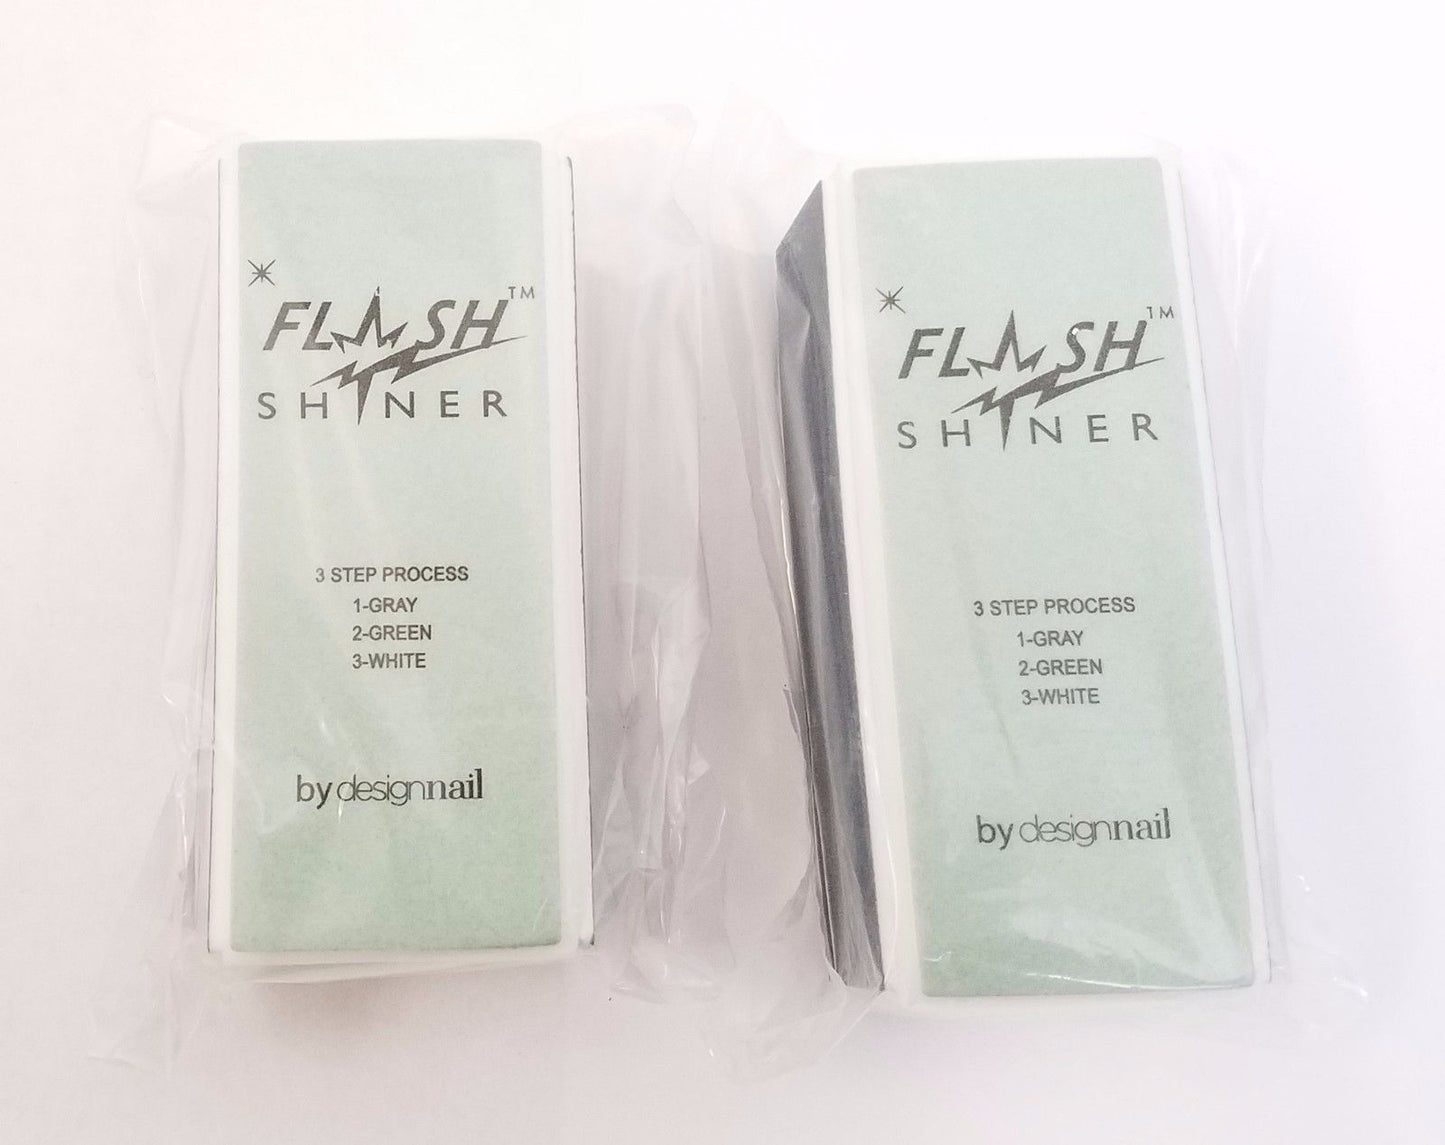 FLASH™
SHINER
3 STEP PROCESS
1-GRAY
2-GREEN
3-WHITE
by designnail
FLASH™
SHINER
3 STEP PROCESS
1-GRAY
2-GREEN
3-WHITE
by designnail